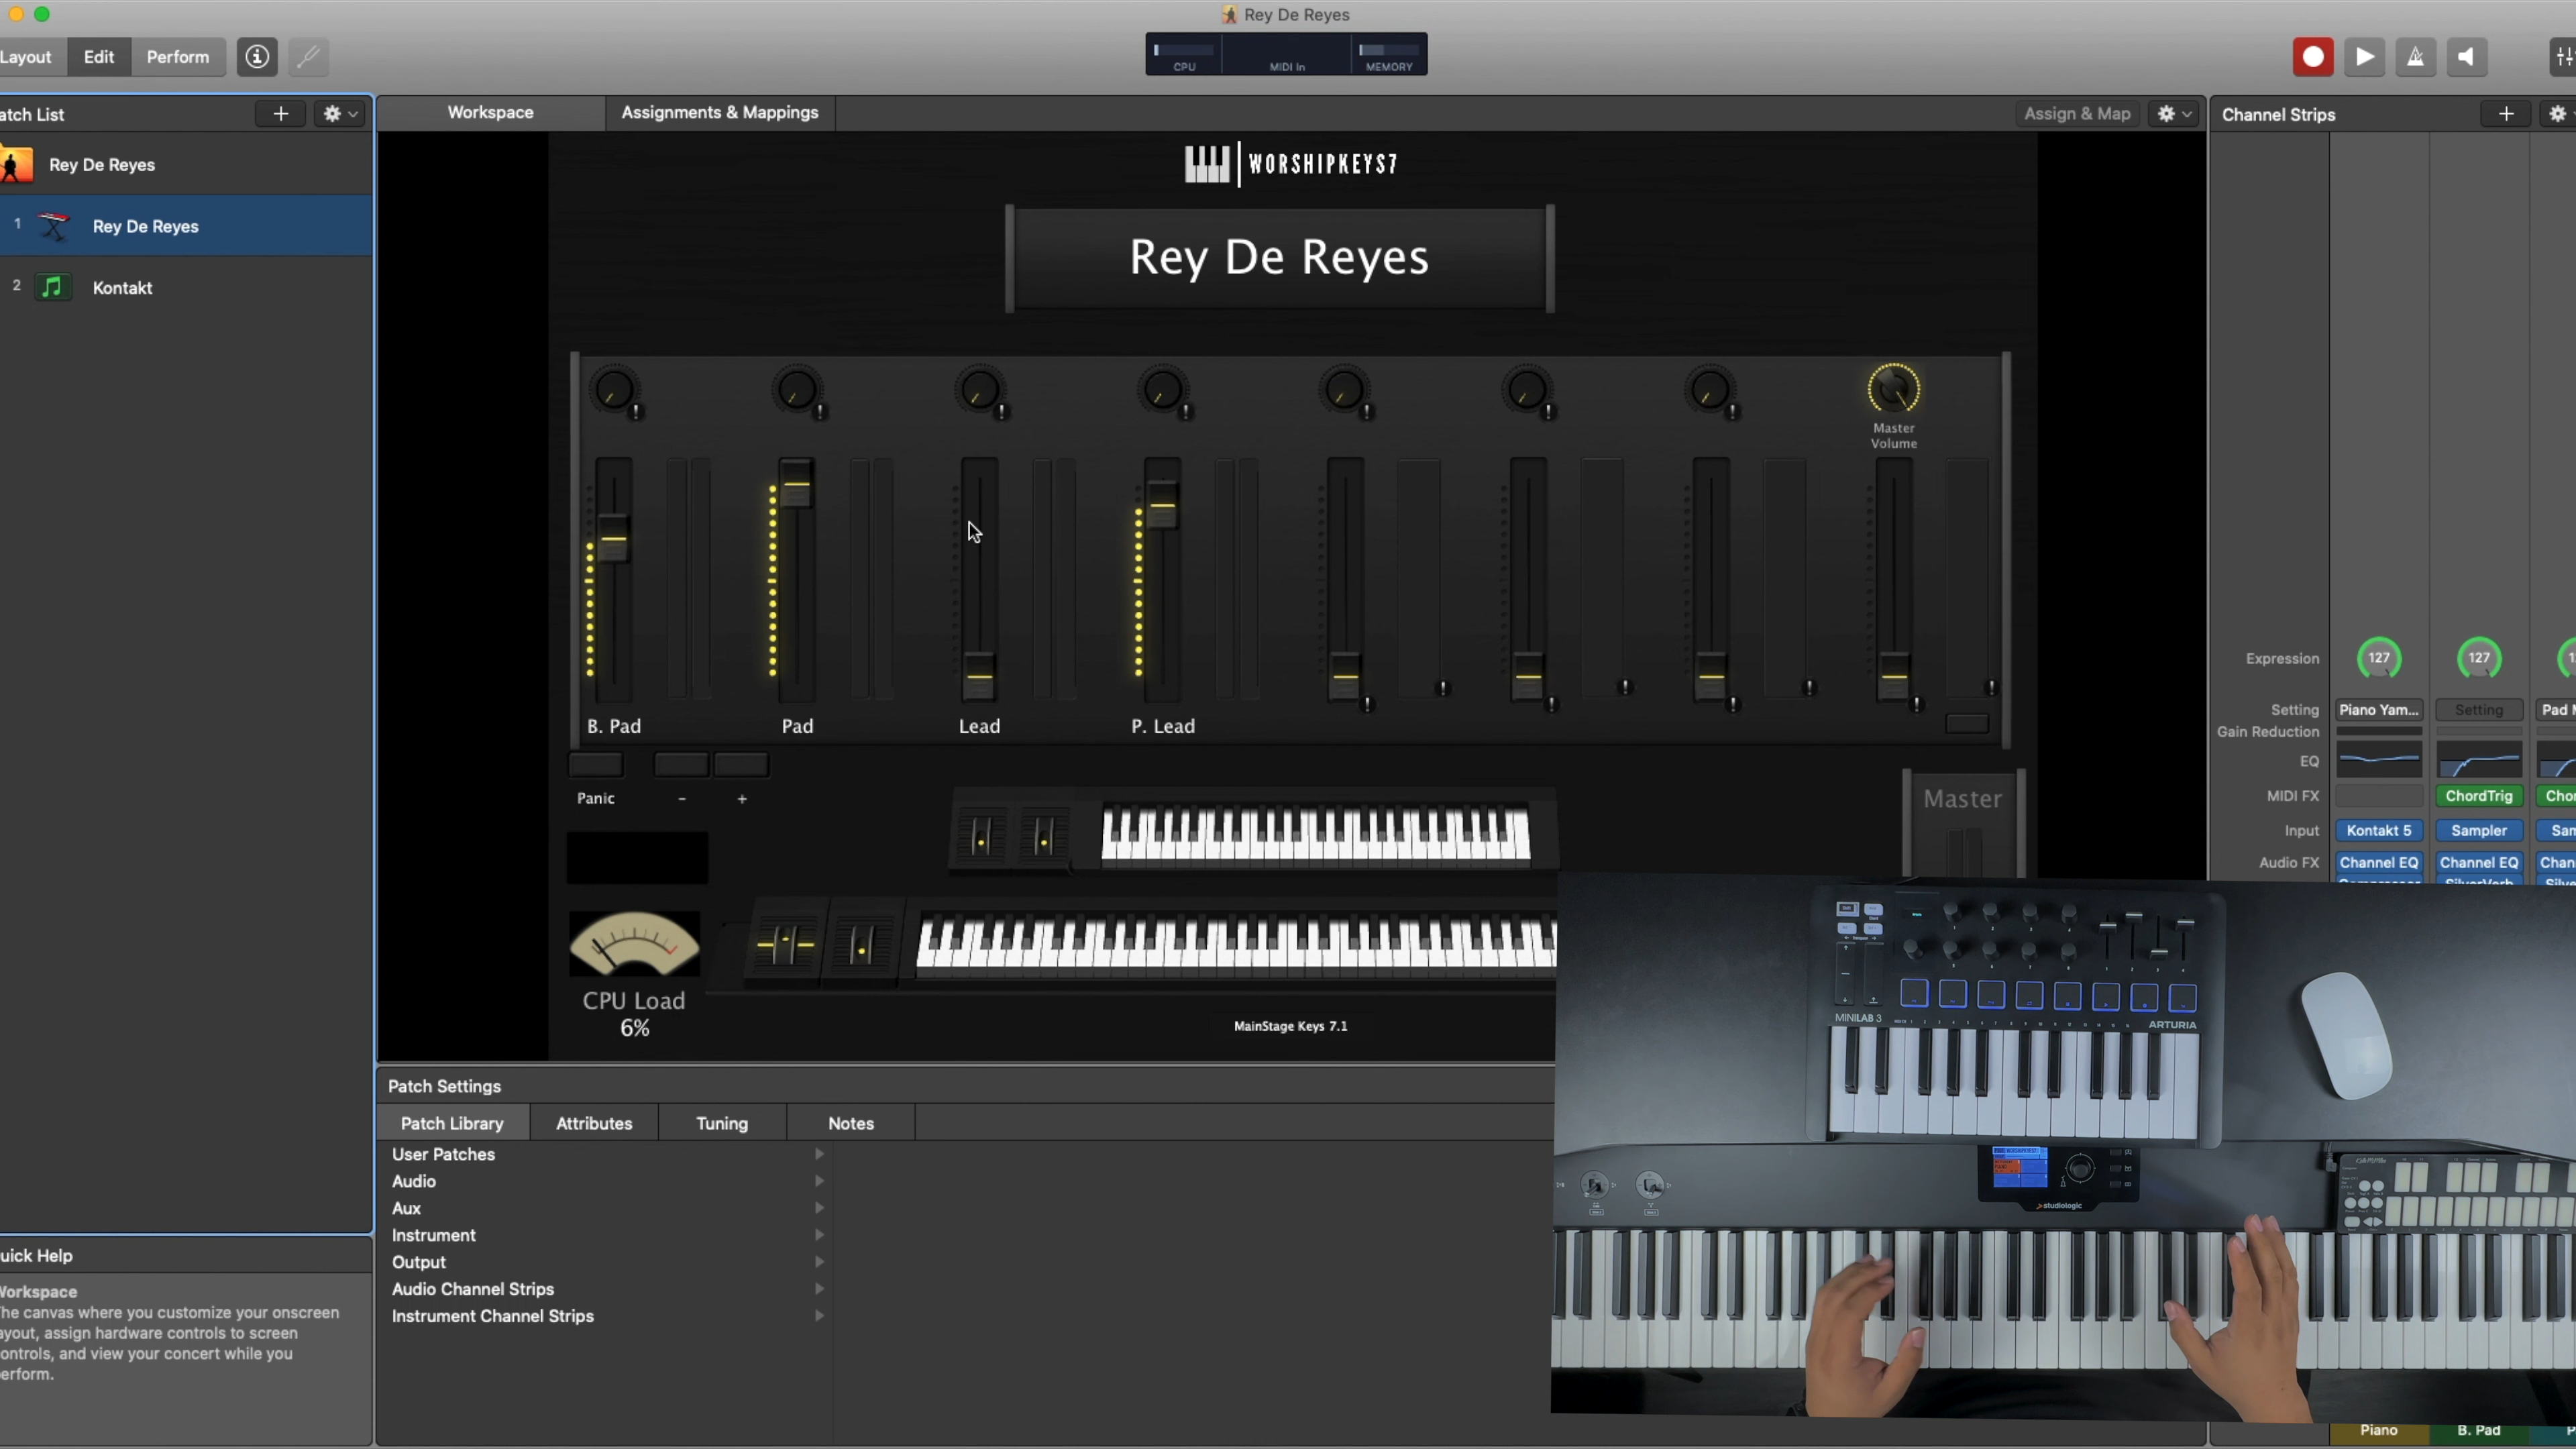 Rey De Reyes
Layout
Edit
Perform
CPU
MIDI In
MEMORY
atch List
Workspace
Assignments & Mappings
Assign & Map
Channel Strips
Rey De Reyes
1
Rey De Reyes
2
Kontakt
WORSHIPKEYS7
Rey De Reyes
Master
Volume
B. Pad
Pad
Lead
P. Lead
Panic
-
+
Master
CPU Load
6%
MainStage Keys 7.1
Expression
127
127
Setting
Piano Yam...
Setting
Pad
Gain Reduction
EQ
MIDI FX
ChordTrig
Cho
Input
Kontakt 5
Sampler
Sam
Audio FX
Channel EQ
Channel EQ
Chan
Patch Settings
Patch Library
Attributes
Tuning
Notes
User Patches
Audio
Aux
Instrument
Output
Audio Channel Strips
Instrument Channel Strips
uick Help
Workspace
he canvas where you customize your onscreen
ayout, assign hardware controls to screen
ontrols, and view your concert while you
erform.
MINILAB 3
ARTURIA
studiologic
Piano
B. Pad